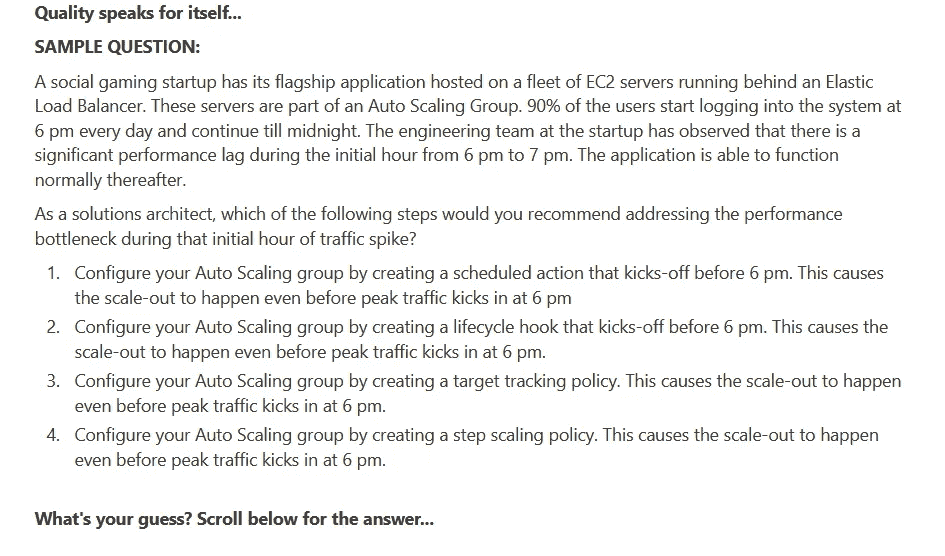 Quality speaks for itself...
SAMPLE QUESTION:
A social gaming startup has its flagship application hosted on a fleet of EC2 servers running behind an Elastic
Load Balancer. These servers are part of an Auto Scaling Group. 90% of the users start logging into the system at
6 pm every day and continue till midnight. The engineering team at the startup has observed that there is a
significant performance lag during the initial hour from 6 pm to 7 pm. The application is able to function
normally thereafter.
As a solutions architect, which of the following steps would you recommend addressing the performance
bottleneck during that initial hour of traffic spike?
1. Configure your Auto Scaling group by creating a scheduled action that kicks-off before 6 pm. This causes
the scale-out to happen even before peak traffic kicks in at 6 pm
2. Configure your Auto Scaling group by creating a lifecycle hook that kicks-off before 6 pm. This causes the
scale-out to happen even before peak traffic kicks in at 6 pm.
3. Configure your Auto Scaling group by creating a target tracking policy. This causes the scale-out to happen
even before peak traffic kicks in at 6 pm.
4. Configure your Auto Scaling group by creating a step scaling policy. This causes the scale-out to happen
even before peak traffic kicks in at 6 pm.
What's your guess? Scroll below for the answer...